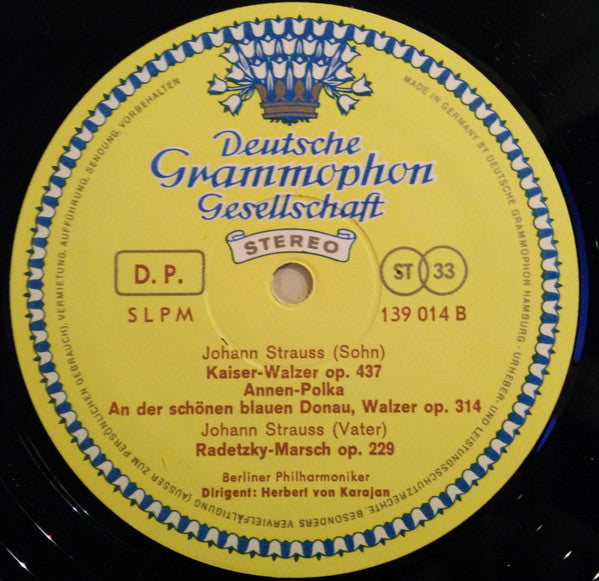 Deutsche
Grammophon
Gesellschaft
STEREO
D. P.
ST 33
SLPM
139 014 B
Johann Strauss (Sohn)
Kaiser-Walzer op. 437
Annen-Polka
An der schönen blauen Donau, Walzer op. 314
Johann Strauss (Vater)
Radetzky-Marsch op. 229
Berliner Philharmoniker
Dirigent: Herbert von Karajan
MADE IN GERMANY BY DEUTSCHE GRAMMOPHON HAMBURG · URHEBER- UND LEISTUNGSSCHUTZRECHTE, BESONDERS VERVIELFÄLTIGUNG (AUSSER ZUM PERSÖNLICHEN GEBRAUCH), VERMIETUNG, AUFFÜHRUNG, SENDUNG, VORBEHALTEN